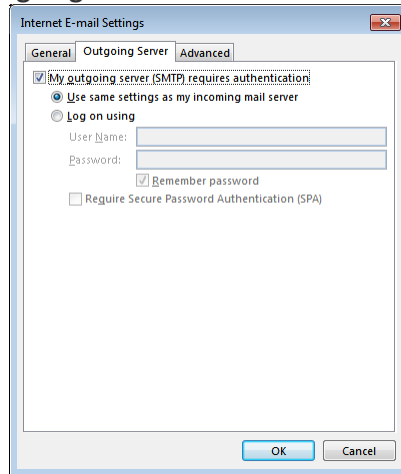 Internet E-mail Settings
General Outgoing Server Advanced
My outgoing server (SMTP) requires authentication
Use same settings as my incoming mail server
Log on using
User Name:
Password:
Remember password
Require Secure Password Authentication (SPA)
OK Cancel